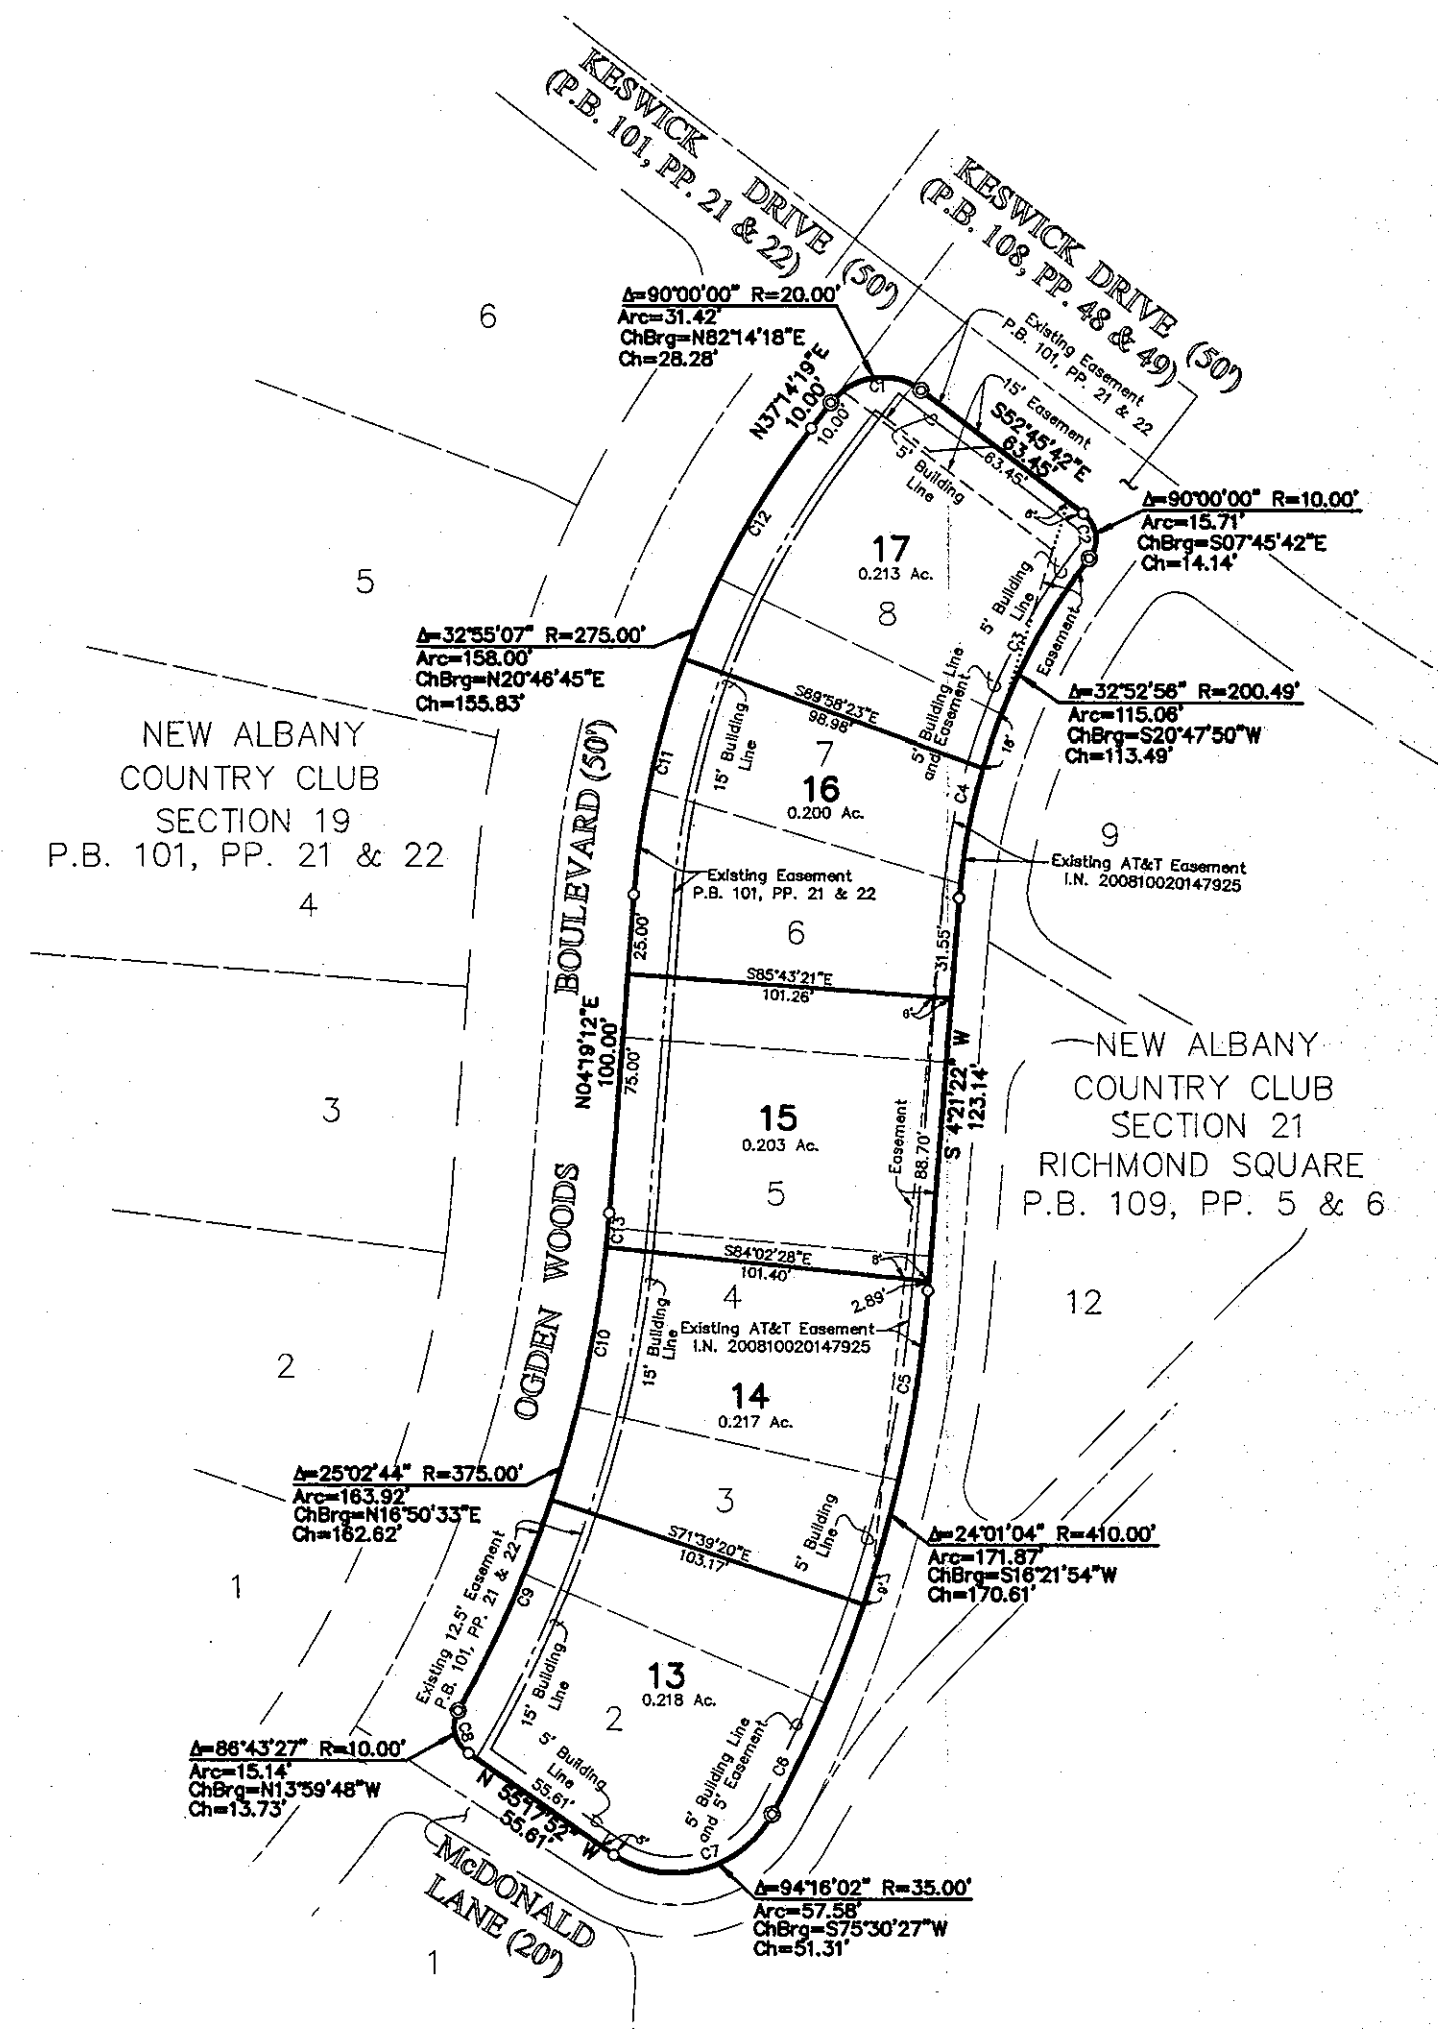 KESWICK DRIVE (50')
(P.B. 101, PP. 21 & 22)
KESWICK DRIVE (50')
(P.B. 108, PP. 48 & 49)
Δ=90°00'00" R=20.00'
Arc=31.42'
ChBrg=N82°14'18"E
Ch=28.28'
6
N37°14'19"E
10.00'
10.00'
C1
Existing Easement
P.B. 101, PP. 21 & 22
15' Easement
S52°45'42"E
63.45'
63.45'
5' Building
Line
6'
C2
Δ=90°00'00" R=10.00'
Arc=15.71'
ChBrg=S07°45'42"E
Ch=14.14'
C12
17
0.213 Ac.
8
5' Building
Line
C3
Easement
5
Δ=32°55'07" R=275.00'
Arc=158.00'
ChBrg=N20°46'45"E
Ch=155.83'
Δ=32°52'56" R=200.49'
Arc=115.06'
ChBrg=S20°47'50"W
Ch=113.49'
S69°58'23"E
98.98'
5' Building Line
and Easement
16'
15' Building
Line
7
16
0.200 Ac.
C11
C4
NEW ALBANY
COUNTRY CLUB
SECTION 19
P.B. 101, PP. 21 & 22
4
9
Existing AT&T Easement
I.N. 200810020147925
Existing Easement
P.B. 101, PP. 21 & 22
OGDEN WOODS BOULEVARD (50')
25.00'
6
31.55'
S85°43'21"E
101.26'
6'
N04°19'12"E
100.00'
75.00'
3
15
0.203 Ac.
5
Easement
88.70'
S 4°21'22" W
123.14'
NEW ALBANY
COUNTRY CLUB
SECTION 21
RICHMOND SQUARE
P.B. 109, PP. 5 & 6
C13
S84°02'28"E
101.40'
8'
2.89'
4
12
15' Building
Line
Existing AT&T Easement
I.N. 200810020147925
C10
2
14
0.217 Ac.
C5
Δ=25°02'44" R=375.00'
Arc=163.92'
ChBrg=N16°50'33"E
Ch=162.62'
3
S71°39'20"E
103.17'
5' Building
Line
Δ=24°01'04" R=410.00'
Arc=171.87'
ChBrg=S16°21'54"W
Ch=170.61'
9'
1
Existing 12.5' Easement
P.B. 101, PP. 21 & 22
C9
15' Building
Line
13
0.218 Ac.
2
5' Building
Line
5' Building Line
and 5' Easement
C6
C8
Δ=86°43'27" R=10.00'
Arc=15.14'
ChBrg=N13°59'48"W
Ch=13.73'
55.61'
N 55°17'52" W
55.61'
5'
C7
McDONALD
LANE (20')
Δ=94°16'02" R=35.00'
Arc=57.58'
ChBrg=S75°30'27"W
Ch=51.31'
1